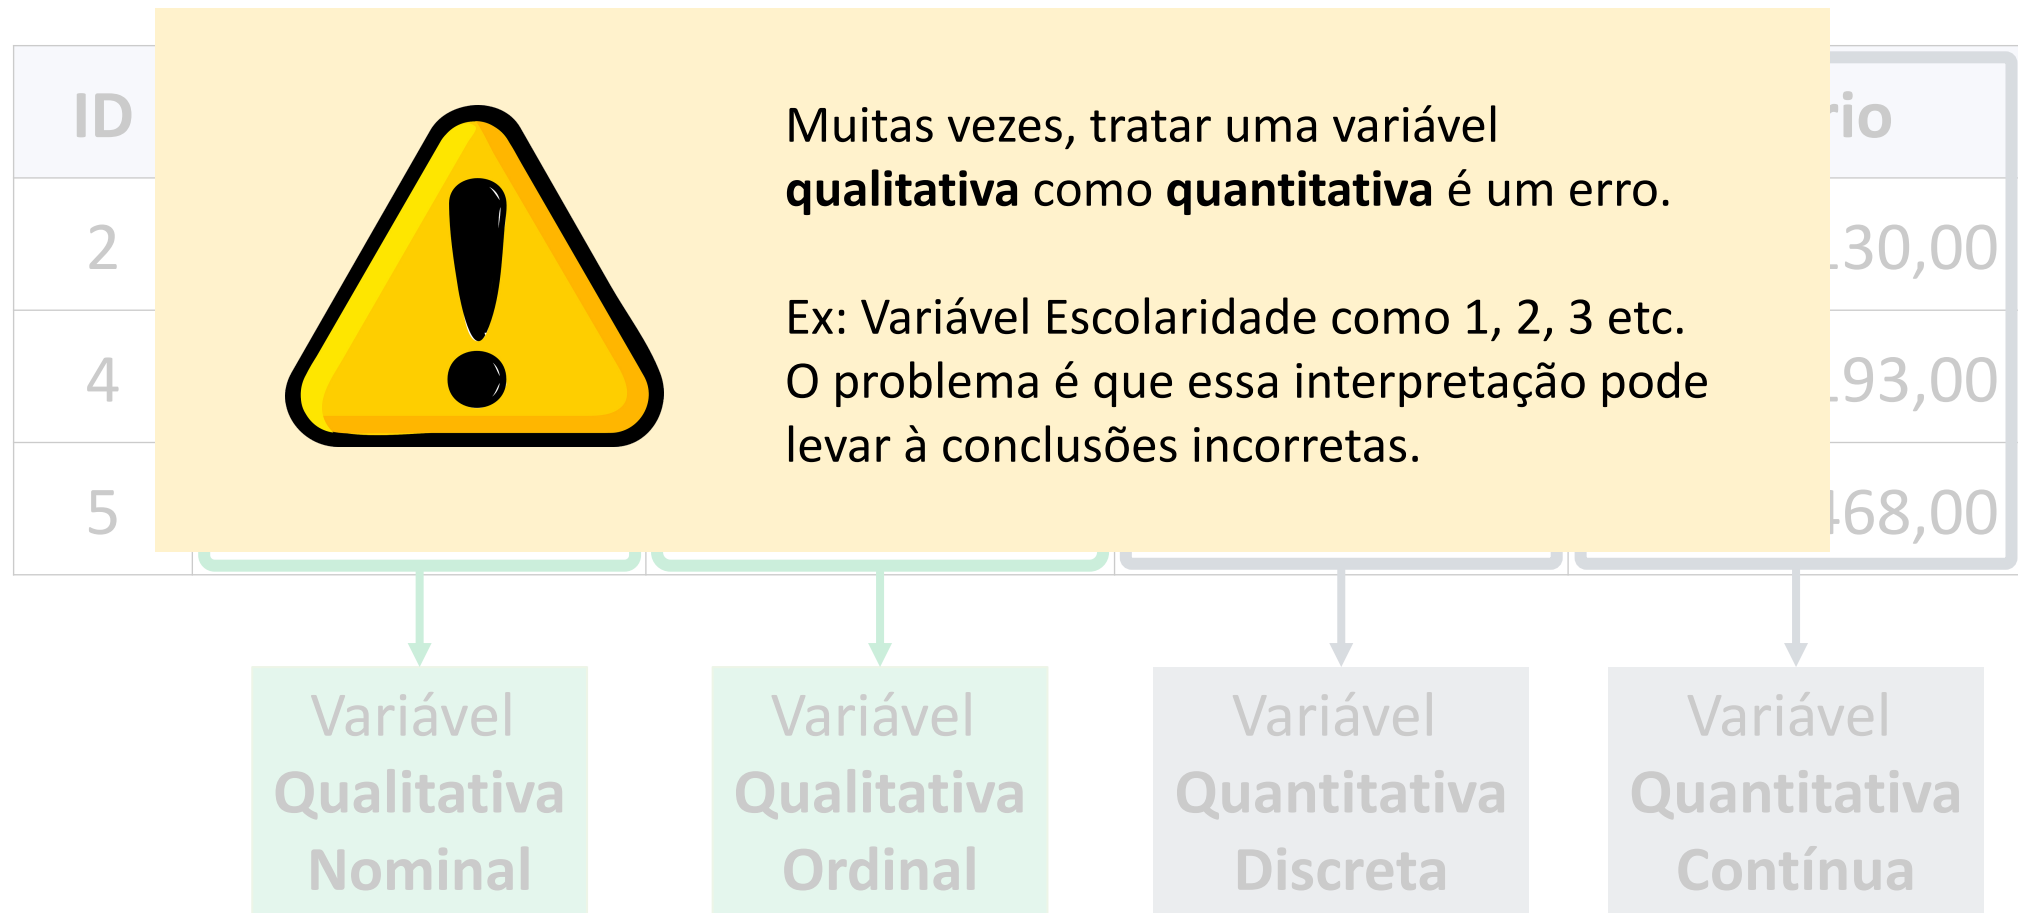 ID
Muitas vezes, tratar uma variável
qualitativa como quantitativa é um erro.
Ex: Variável Escolaridade como 1, 2, 3 etc.
O problema é que essa interpretação pode
levar à conclusões incorretas.
rio
2
30,00
4
93,00
5
68,00
Variável
Qualitativa
Nominal
Variável
Qualitativa
Ordinal
Variável
Quantitativa
Discreta
Variável
Quantitativa
Contínua